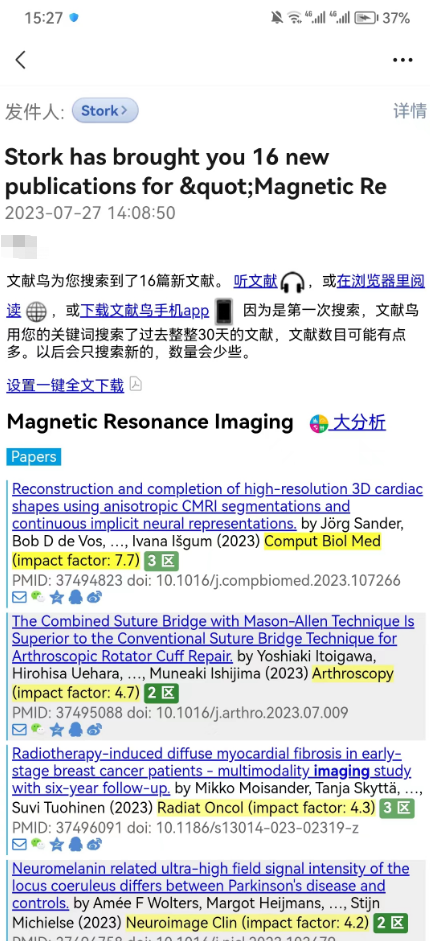 15:27 4G 4G 37%
发件人: Stork > 详情
Stork has brought you 16 new
publications for &quot;Magnetic Re
2023-07-27 14:08:50
文献鸟为您搜索到了16篇新文献。 听文献 ，或在浏览器里阅
读 ，或下载文献鸟手机app 因为是第一次搜索，文献鸟
用您的关键词搜索了过去整整30天的文献，文献数目可能有点
多。以后会只搜索新的，数量会少些。
设置一键全文下载
Magnetic Resonance Imaging 大分析
Papers
Reconstruction and completion of high-resolution 3D cardiac
shapes using anisotropic CMRI segmentations and
continuous implicit neural representations. by Jörg Sander,
Bob D de Vos, ..., Ivana Išgum (2023) Comput Biol Med
(impact factor: 7.7) 3 区
PMID: 37494823 doi: 10.1016/j.compbiomed.2023.107266
The Combined Suture Bridge with Mason-Allen Technique Is
Superior to the Conventional Suture Bridge Technique for
Arthroscopic Rotator Cuff Repair. by Yoshiaki Itoigawa,
Hirohisa Uehara, ..., Muneaki Ishijima (2023) Arthroscopy
(impact factor: 4.7) 2 区
PMID: 37495088 doi: 10.1016/j.arthro.2023.07.009
Radiotherapy-induced diffuse myocardial fibrosis in early-
stage breast cancer patients - multimodality imaging study
with six-year follow-up. by Mikko Moisander, Tanja Skyttä, ...,
Suvi Tuohinen (2023) Radiat Oncol (impact factor: 4.3) 3 区
PMID: 37496091 doi: 10.1186/s13014-023-02319-z
Neuromelanin related ultra-high field signal intensity of the
locus coeruleus differs between Parkinson's disease and
controls. by Amée F Wolters, Margot Heijmans, ..., Stijn
Michielse (2023) Neuroimage Clin (impact factor: 4.2) 2 区